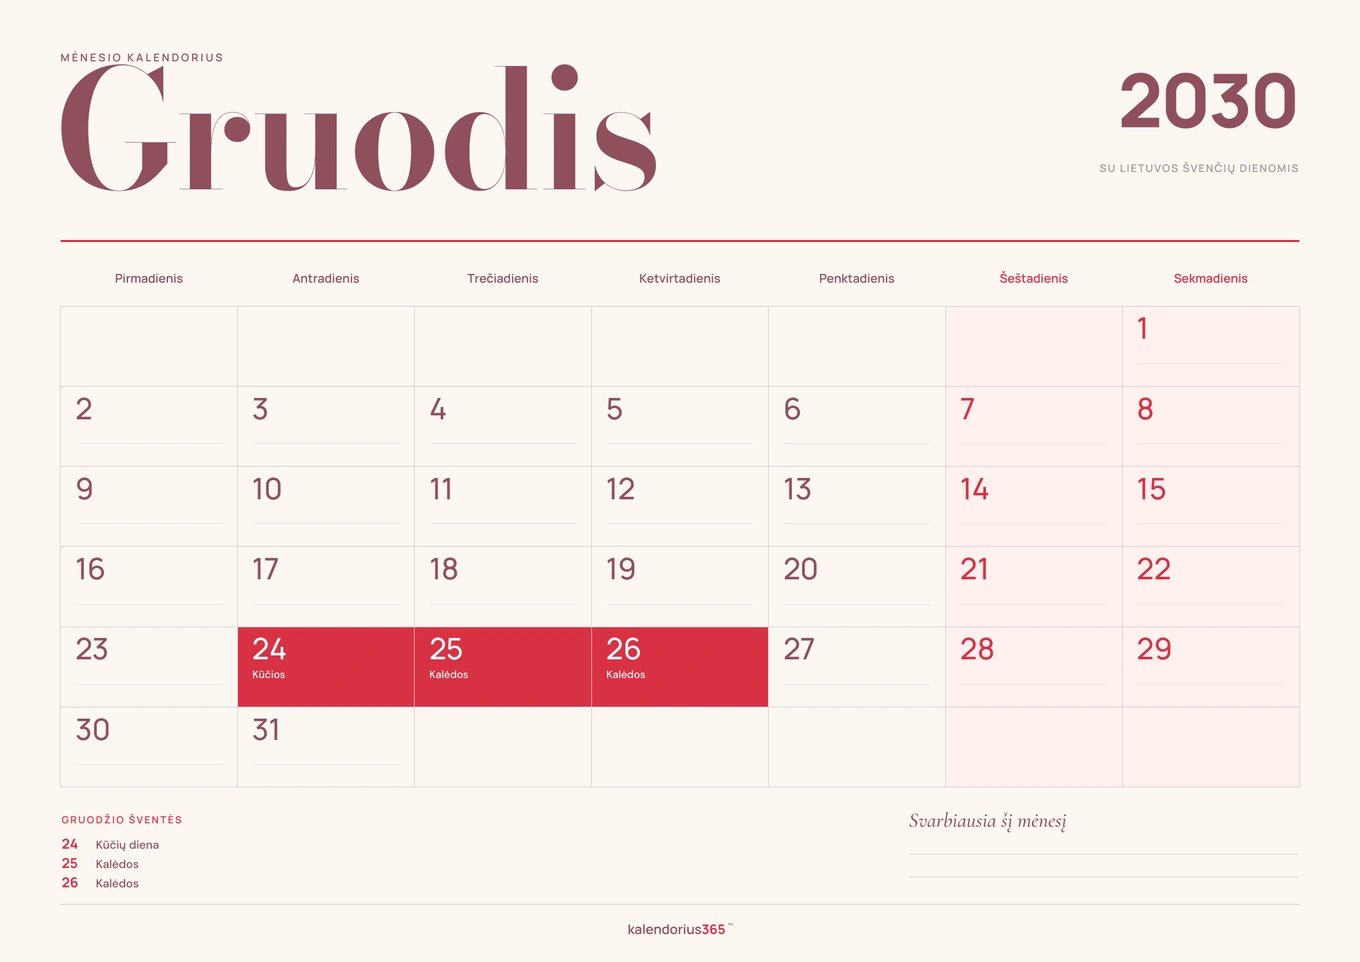 MĖNESIO KALENDORIUS
Gruodis
2030
SU LIETUVOS ŠVENČIŲ DIENOMIS
Pirmadienis Antradienis Trečiadienis Ketvirtadienis Penktadienis Šeštadienis Sekmadienis
1
2 3 4 5 6 7 8
9 10 11 12 13 14 15
16 17 18 19 20 21 22
23 24 25 26 27 28 29
Kūčios Kalėdos Kalėdos
30 31
GRUODŽIO ŠVENTĖS
24 Kūčių diena
25 Kalėdos
26 Kalėdos
Svarbiausia šį mėnesį
kalendorius365™